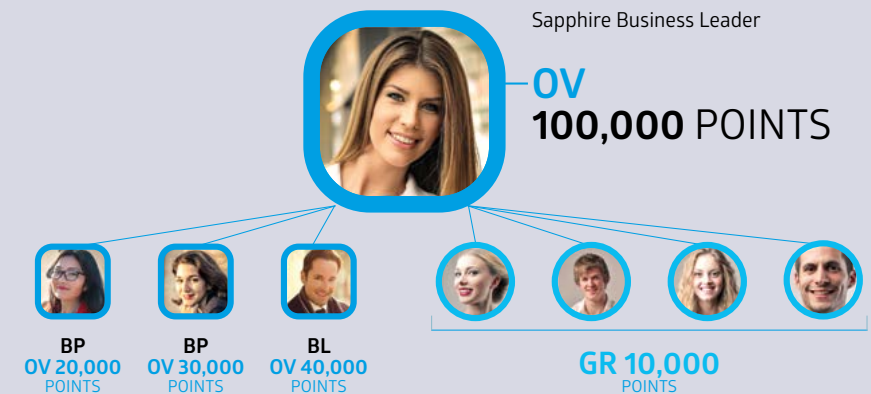 Sapphire Business Leader
OV
100,000 POINTS
BP
OV 20,000
POINTS
BP
OV 30,000
POINTS
BL
OV 40,000
POINTS
GR 10,000
POINTS